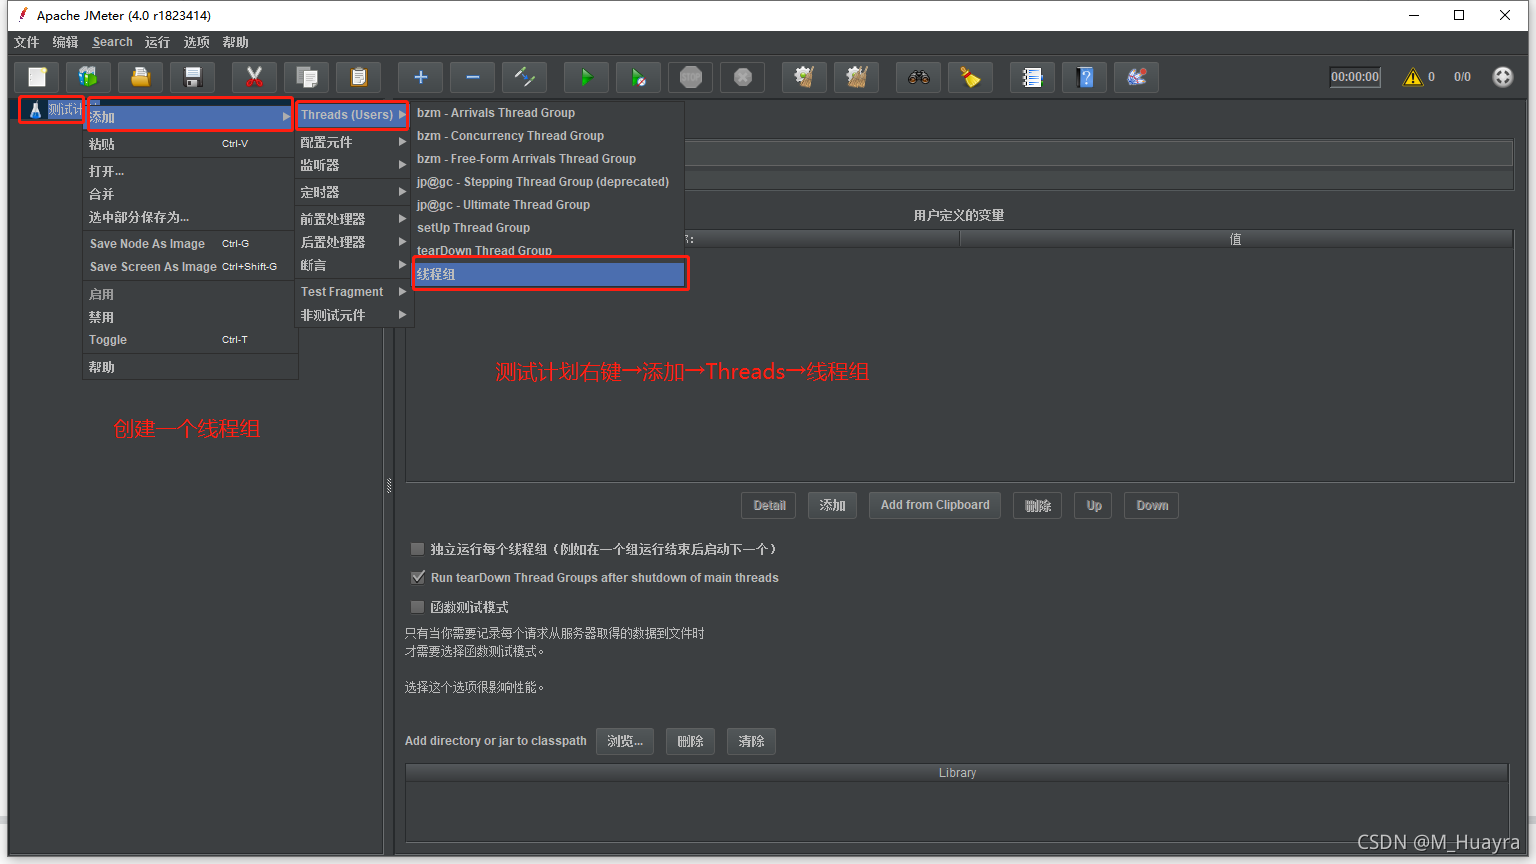 Apache JMeter (4.0 r1823414)
文件 编辑 Search 运行 选项 帮助
STOP
00:00:00 0 0/0
测试计
添加
粘贴 Ctrl-V
打开...
合并
选中部分保存为...
Save Node As Image Ctrl-G
Save Screen As Image Ctrl+Shift-G
启用
禁用
Toggle Ctrl-T
帮助
Threads (Users)
配置元件
监听器
定时器
前置处理器
后置处理器
断言
Test Fragment
非测试元件
bzm - Arrivals Thread Group
bzm - Concurrency Thread Group
bzm - Free-Form Arrivals Thread Group
jp@gc - Stepping Thread Group (deprecated)
jp@gc - Ultimate Thread Group
setUp Thread Group
tearDown Thread Group
线程组
用户定义的变量
值
测试计划右键→添加→Threads→线程组
创建一个线程组
Detail 添加 Add from Clipboard 删除 Up Down
独立运行每个线程组（例如在一个组运行结束后启动下一个）
Run tearDown Thread Groups after shutdown of main threads
函数测试模式
只有当你需要记录每个请求从服务器取得的数据到文件时
才需要选择函数测试模式。
选择这个选项很影响性能。
Add directory or jar to classpath 浏览... 删除 清除
Library
CSDN @M_Huayra